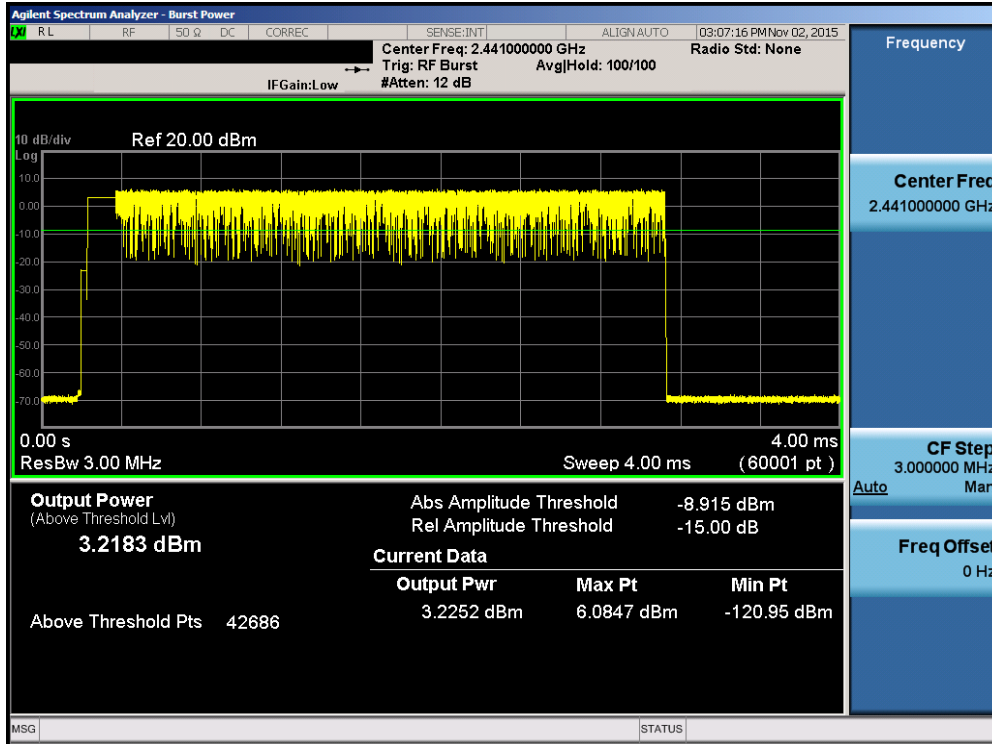 Agilent Spectrum Analyzer - Burst Power
LXI RL RF 50 Ω DC CORREC SENSE:INT ALIGN AUTO 03:07:16 PM Nov 02, 2015
Center Freq: 2.441000000 GHz Radio Std: None
Trig: RF Burst Avg|Hold: 100/100
IFGain:Low #Atten: 12 dB
10 dB/div Ref 20.00 dBm
Log
10.0
0.00
-10.0
-20.0
-30.0
-40.0
-50.0
-60.0
-70.0
0.00 s 4.00 ms
ResBw 3.00 MHz Sweep 4.00 ms (60001 pt)
Output Power
(Above Threshold Lvl)
3.2183 dBm
Above Threshold Pts 42686
Abs Amplitude Threshold -8.915 dBm
Rel Amplitude Threshold -15.00 dB
Current Data
Output Pwr Max Pt Min Pt
3.2252 dBm 6.0847 dBm -120.95 dBm
MSG STATUS
Frequency
Center Freq
2.441000000 GHz
CF Step
3.000000 MHz
Auto Man
Freq Offset
0 Hz